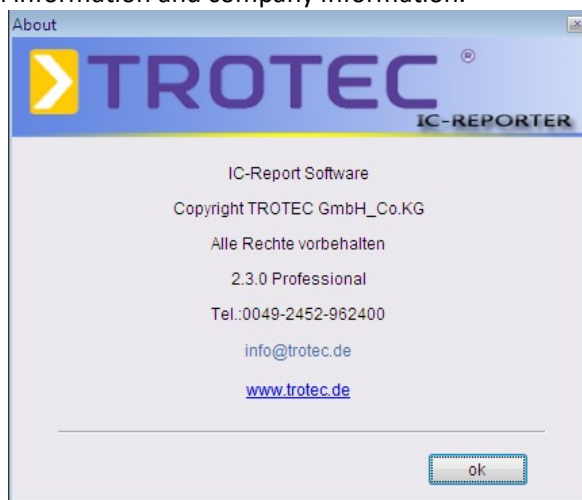 information and company information.
About
TROTEC ®
IC-REPORTER
IC-Report Software
Copyright TROTEC GmbH_Co.KG
Alle Rechte vorbehalten
2.3.0 Professional
Tel.:0049-2452-962400
info@trotec.de
www.trotec.de
ok